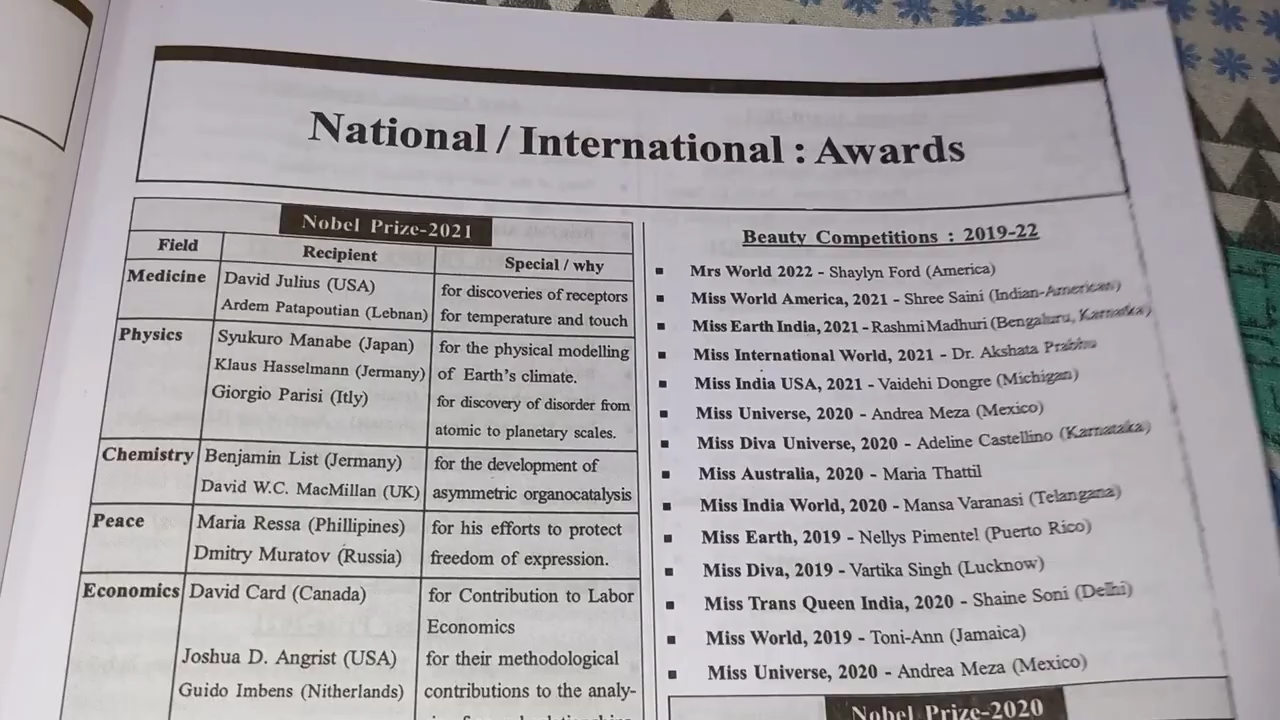 National / International : Awards
Nobel Prize-2021
Field Recipient Special / why
Medicine David Julius (USA) for discoveries of receptors
Ardem Patapoutian (Lebnan) for temperature and touch
Physics Syukuro Manabe (Japan) for the physical modelling
Klaus Hasselmann (Jermany) of Earth's climate.
Giorgio Parisi (Itly) for discovery of disorder from
atomic to planetary scales.
Chemistry Benjamin List (Jermany) for the development of
David W.C. MacMillan (UK) asymmetric organocatalysis
Peace Maria Ressa (Phillipines) for his efforts to protect
Dmitry Muratov (Russia) freedom of expression.
Economics David Card (Canada) for Contribution to Labor
Economics
Joshua D. Angrist (USA) for their methodological
Guido Imbens (Nitherlands) contributions to the analy-
Beauty Competitions : 2019-22
▪ Mrs World 2022 - Shaylyn Ford (America)
▪ Miss World America, 2021 - Shree Saini (Indian-American)
▪ Miss Earth India, 2021 - Rashmi Madhuri (Bengaluru, Karnatka)
▪ Miss International World, 2021 - Dr. Akshata Prabhu
▪ Miss India USA, 2021 - Vaidehi Dongre (Michigan)
▪ Miss Universe, 2020 - Andrea Meza (Mexico)
▪ Miss Diva Universe, 2020 - Adeline Castellino (Karnataka)
▪ Miss Australia, 2020 - Maria Thattil
▪ Miss India World, 2020 - Mansa Varanasi (Telangana)
▪ Miss Earth, 2019 - Nellys Pimentel (Puerto Rico)
▪ Miss Diva, 2019 - Vartika Singh (Lucknow)
▪ Miss Trans Queen India, 2020 - Shaine Soni (Delhi)
▪ Miss World, 2019 - Toni-Ann (Jamaica)
▪ Miss Universe, 2020 - Andrea Meza (Mexico)
Nobel Prize-2020